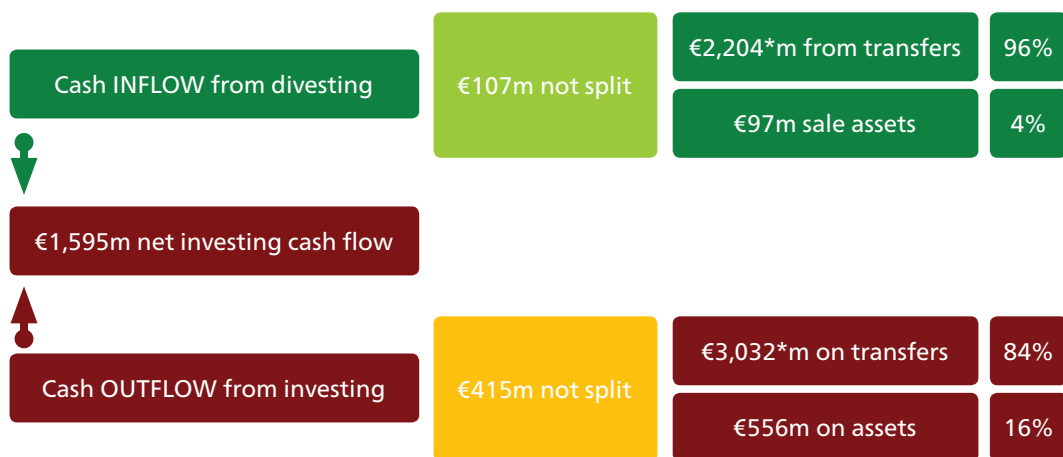 Cash INFLOW from divesting
€107m not split
€2,204*m from transfers
96%
€97m sale assets
4%
€1,595m net investing cash flow
Cash OUTFLOW from investing
€415m not split
€3,032*m on transfers
84%
€556m on assets
16%